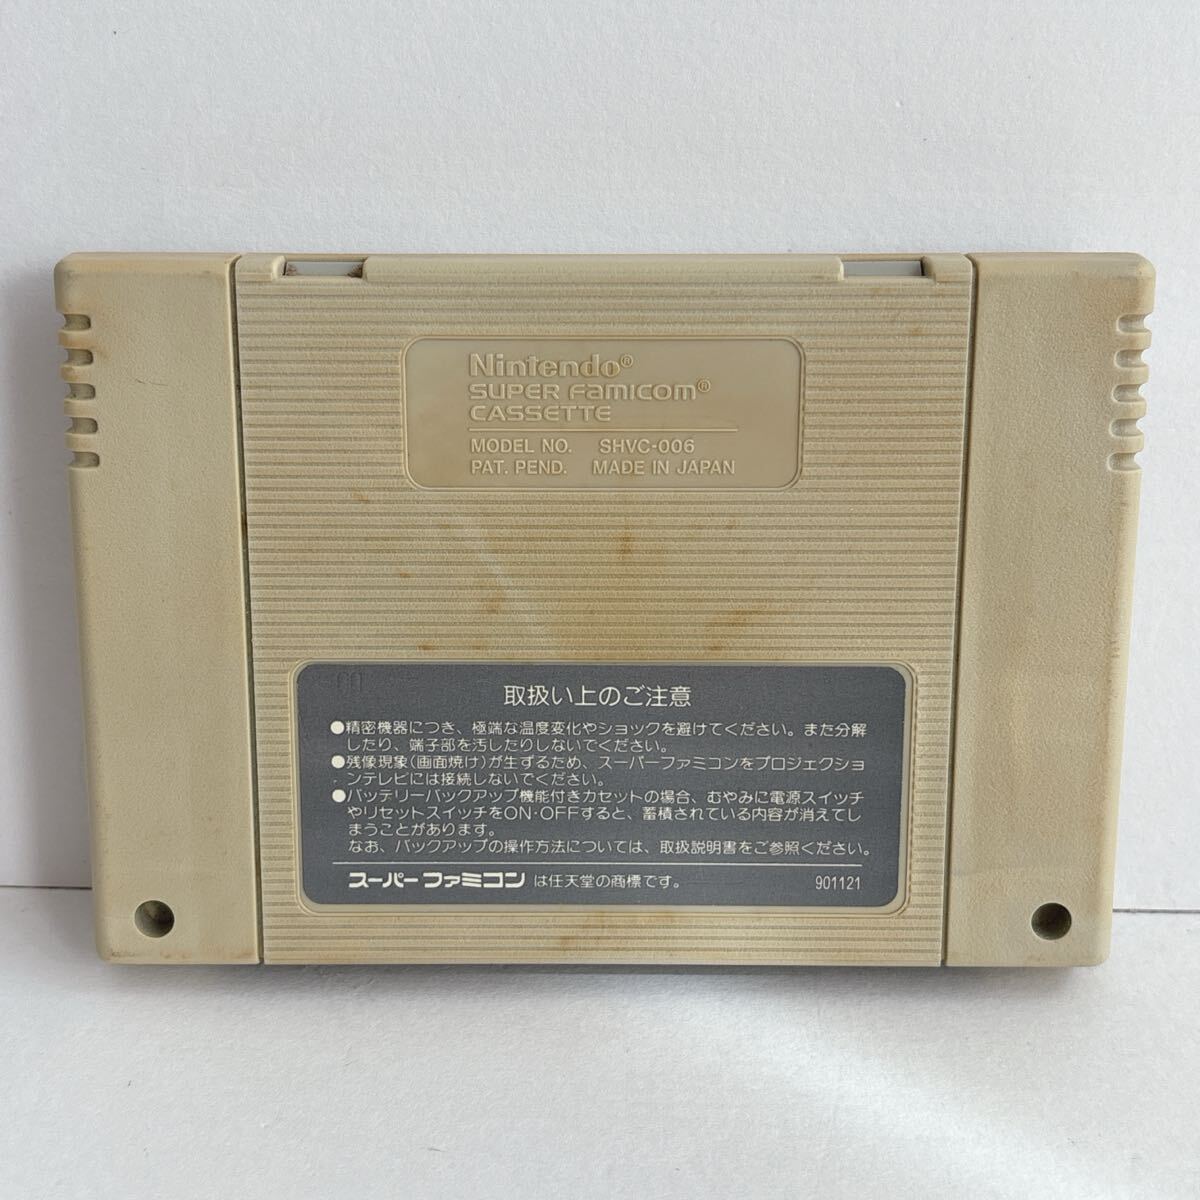 Nintendo®
SUPER FAMICOM®
CASSETTE
MODEL NO. SHVC-006
PAT. PEND. MADE IN JAPAN
取扱い上のご注意
●精密機器につき、極端な温度変化やショックを避けてください。また分解
したり、端子部を汚したりしないでください。
●残像現象(画面焼け)が生ずるため、スーパーファミコンをプロジェクショ
ンテレビには接続しないでください。
●バッテリーバックアップ機能付きカセットの場合、むやみに電源スイッチ
やリセットスイッチをON・OFFすると、蓄積されている内容が消えてし
まうことがあります。
なお、バックアップの操作方法については、取扱説明書をご参照ください。
スーパーファミコン は任天堂の商標です。 901121